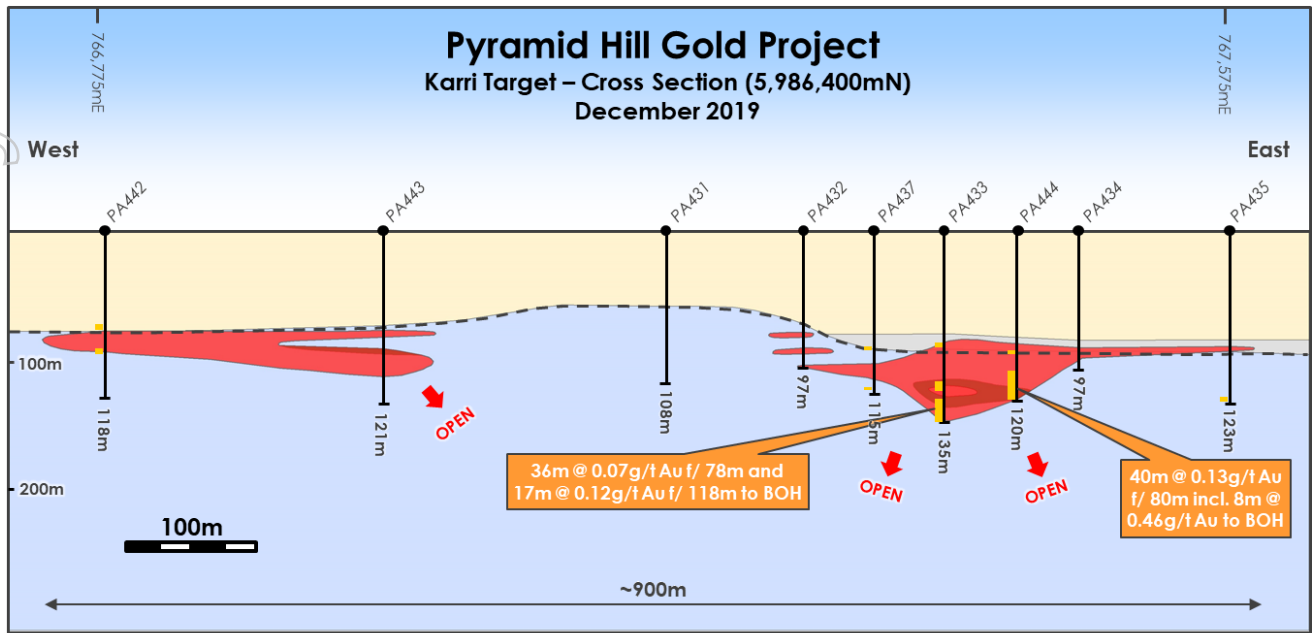 Pyramid Hill Gold Project
Karri Target – Cross Section (5,986,400mN)
December 2019
766,775mE
767,575mE
West
East
PA442
PA443
PA431
PA432
PA437
PA433
PA444
PA434
PA435
100m
200m
118m
121m
108m
97m
115m
135m
120m
97m
123m
OPEN
OPEN
OPEN
36m @ 0.07g/t Au f/ 78m and
17m @ 0.12g/t Au f/ 118m to BOH
40m @ 0.13g/t Au
f/ 80m incl. 8m @
0.46g/t Au to BOH
100m
~900m